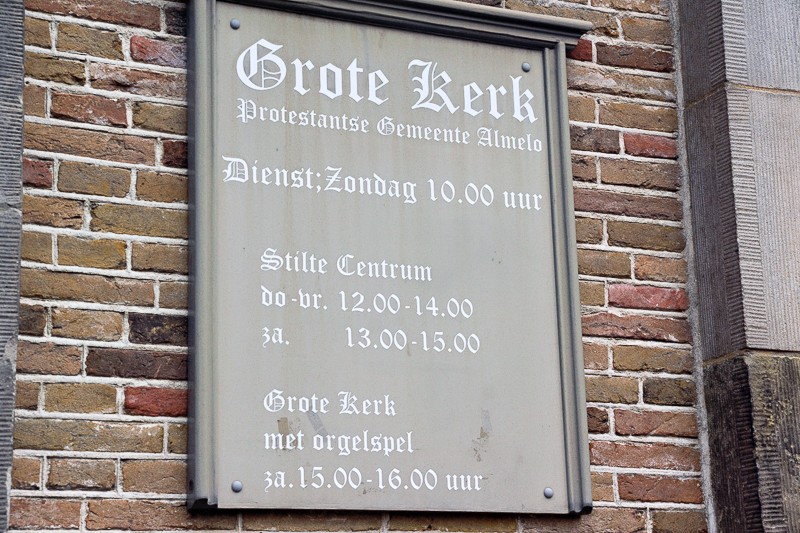 Grote Kerk
Protestantse Gemeente Almelo
Dienst;Zondag 10.00 uur
Stilte Centrum
do-vr. 12.00-14.00
za. 13.00-15.00
Grote Kerk
met orgelspel
za.15.00-16.00 uur